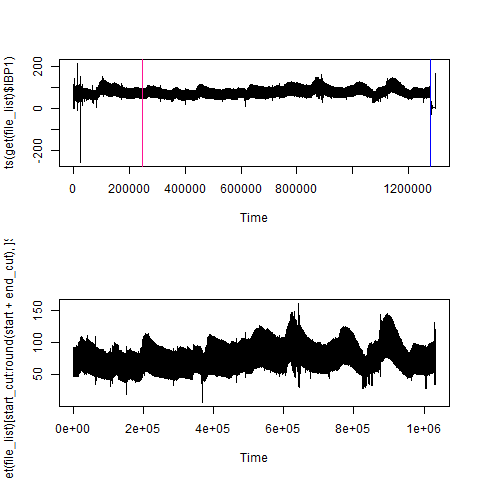 ts(get(file_list)$IBP1)
200
0
-200
0
200000
400000
600000
800000
1200000
Time
et(file_list)[start_cut:round(start + end_cut), ]$
150
100
50
0e+00
2e+05
4e+05
6e+05
8e+05
1e+06
Time